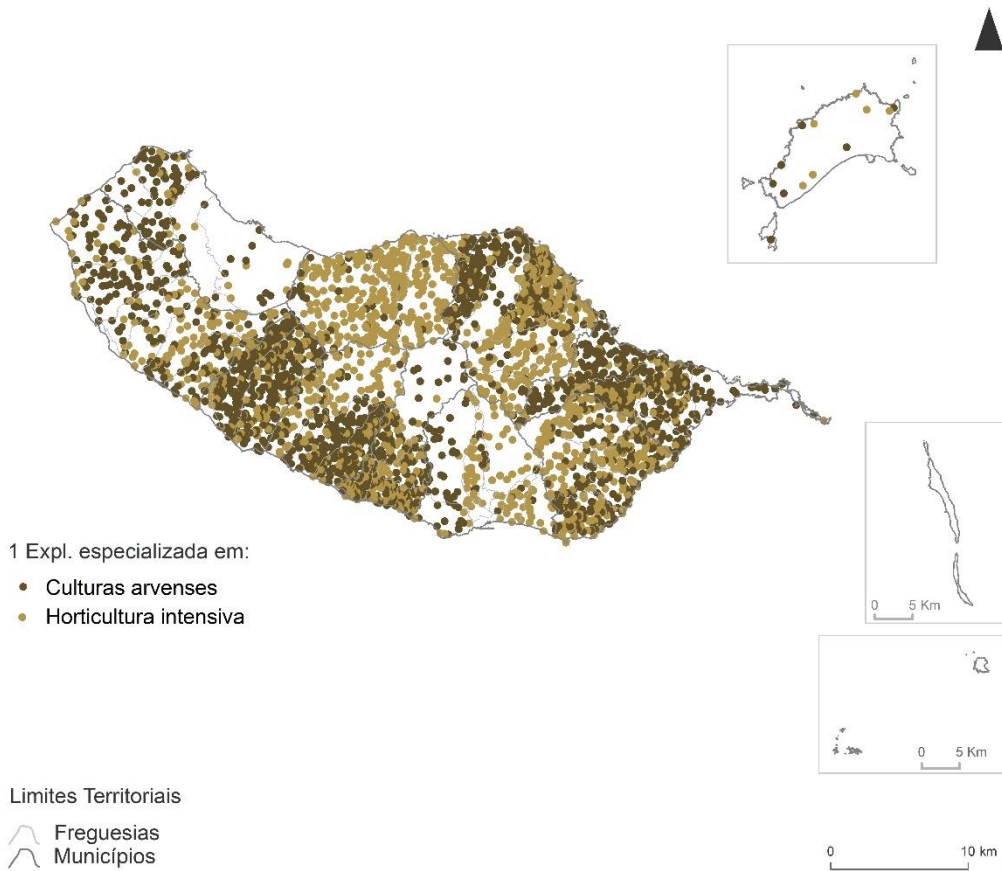 1 Expl. especializada em:
Culturas arvenses
Horticultura intensiva
0 5 Km
0 5 Km
Limites Territoriais
Freguesias
Municípios
0 10 km